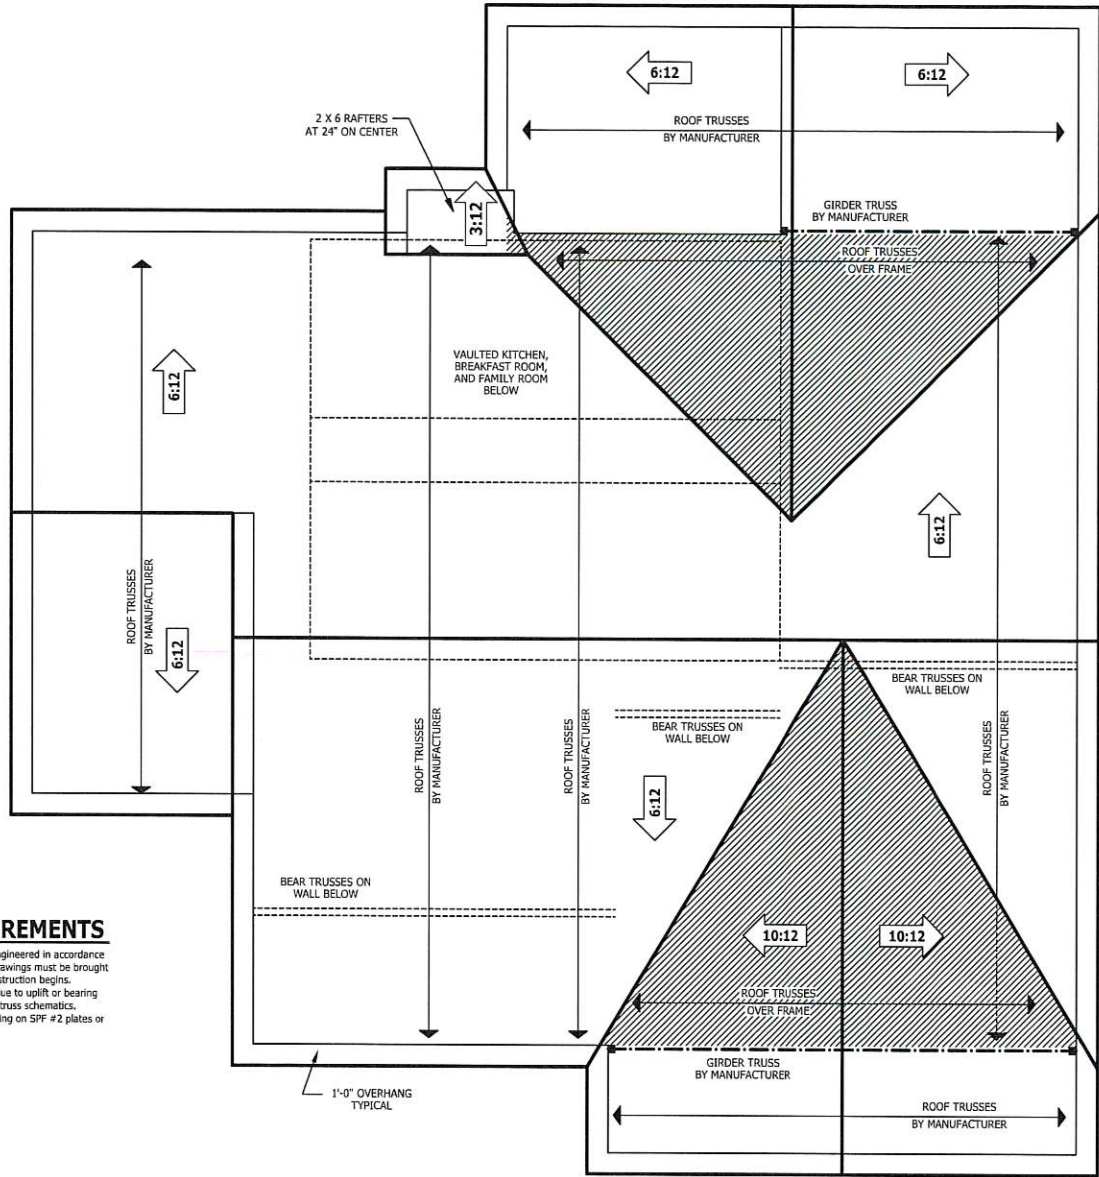 6:12
6:12
2 X 6 RAFTERS
AT 24" ON CENTER
ROOF TRUSSES
BY MANUFACTURER
3:12
GIRDER TRUSS
BY MANUFACTURER
ROOF TRUSSES
OVER FRAME
VAULTED KITCHEN,
BREAKFAST ROOM,
AND FAMILY ROOM
BELOW
6:12
6:12
ROOF TRUSSES
BY MANUFACTURER
6:12
BEAR TRUSSES ON
WALL BELOW
BEAR TRUSSES ON
WALL BELOW
ROOF TRUSSES
BY MANUFACTURER
ROOF TRUSSES
BY MANUFACTURER
ROOF TRUSSES
BY MANUFACTURER
6:12
BEAR TRUSSES ON
WALL BELOW
10:12
10:12
REMENTS
gineered in accordance
rawings must be brought
struction begins.
ue to uplift or bearing
truss schematics.
ing on SPF #2 plates or
ROOF TRUSSES
OVER FRAME
GIRDER TRUSS
BY MANUFACTURER
1'-0" OVERHANG
TYPICAL
ROOF TRUSSES
BY MANUFACTURER